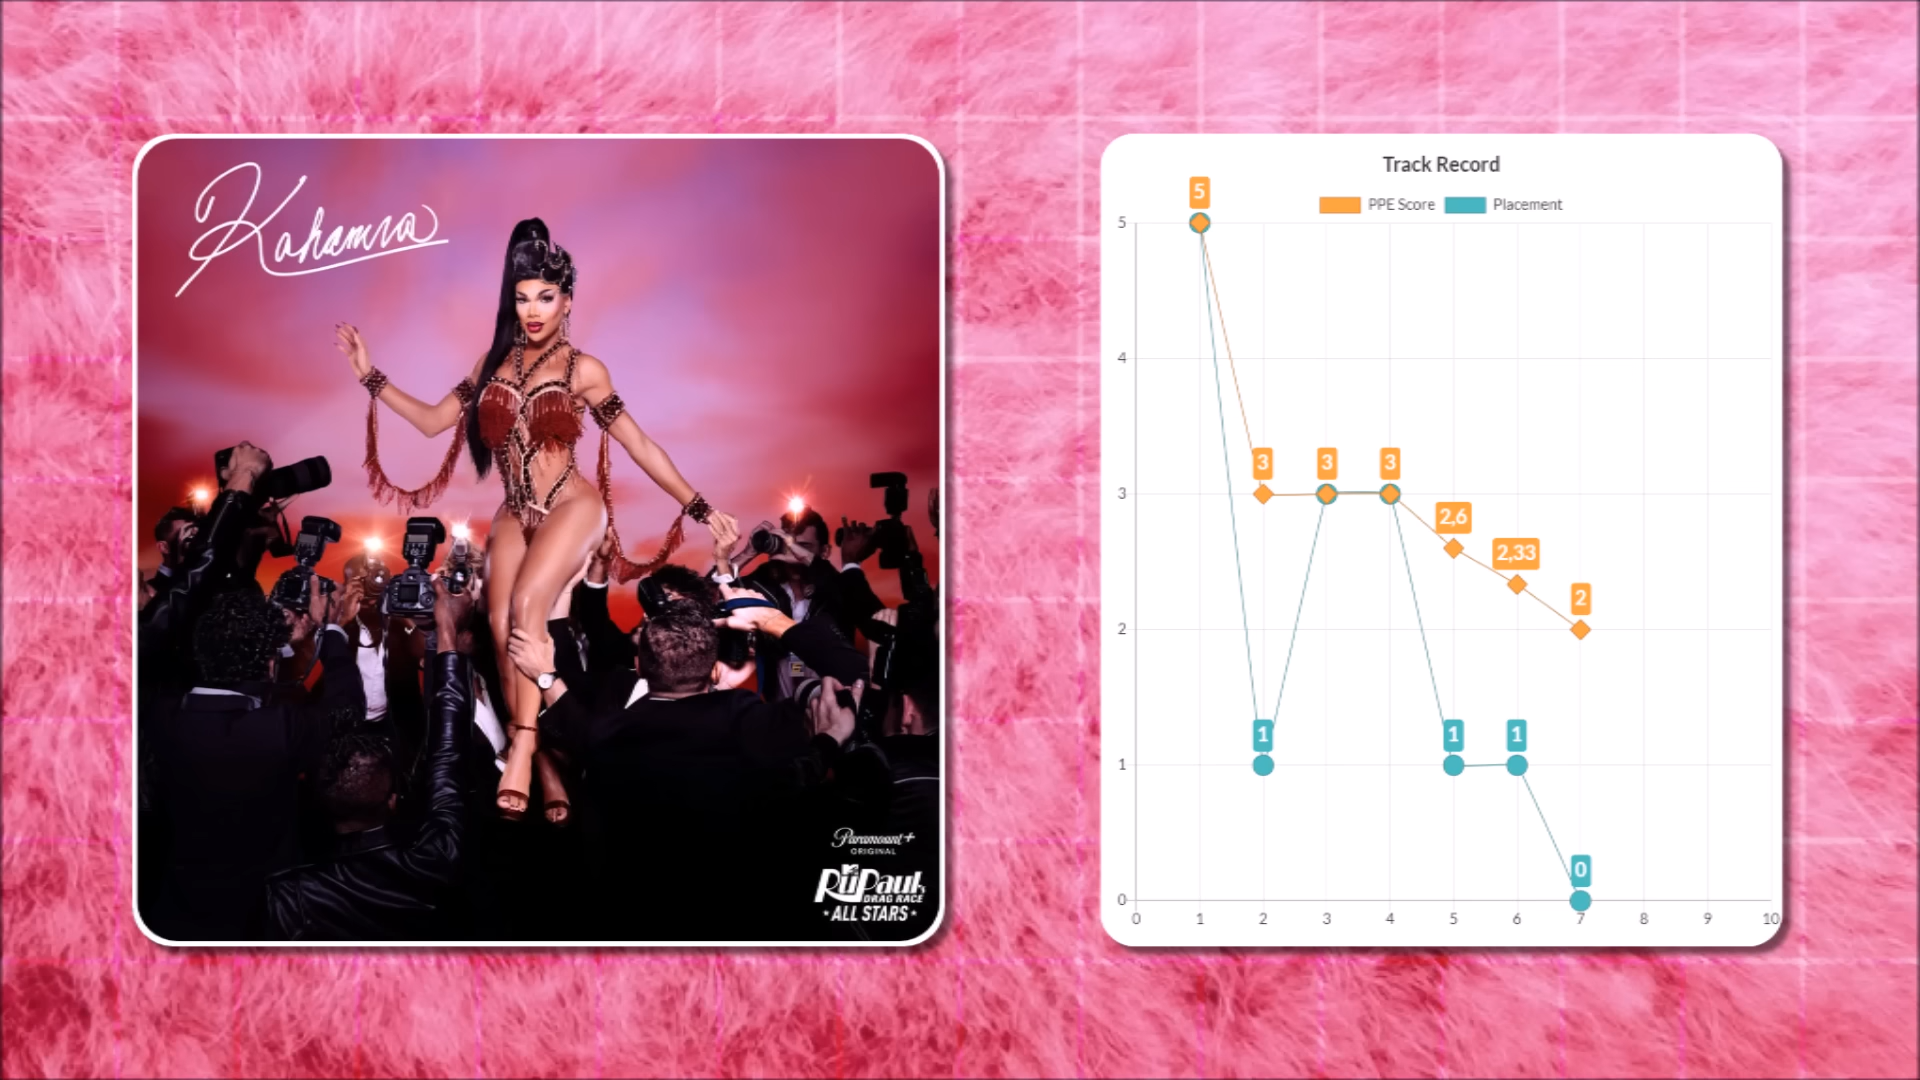 Kahamra
Paramount+
ORIGINAL
RuPaul's
DRAG RACE
ALL STARS
Track Record
PPE Score
Placement
5
4
3
2
1
0
0 1 2 3 4 5 6 7 8 9 10
5
3
3
3
2,6
2,33
2
1
1
1
0